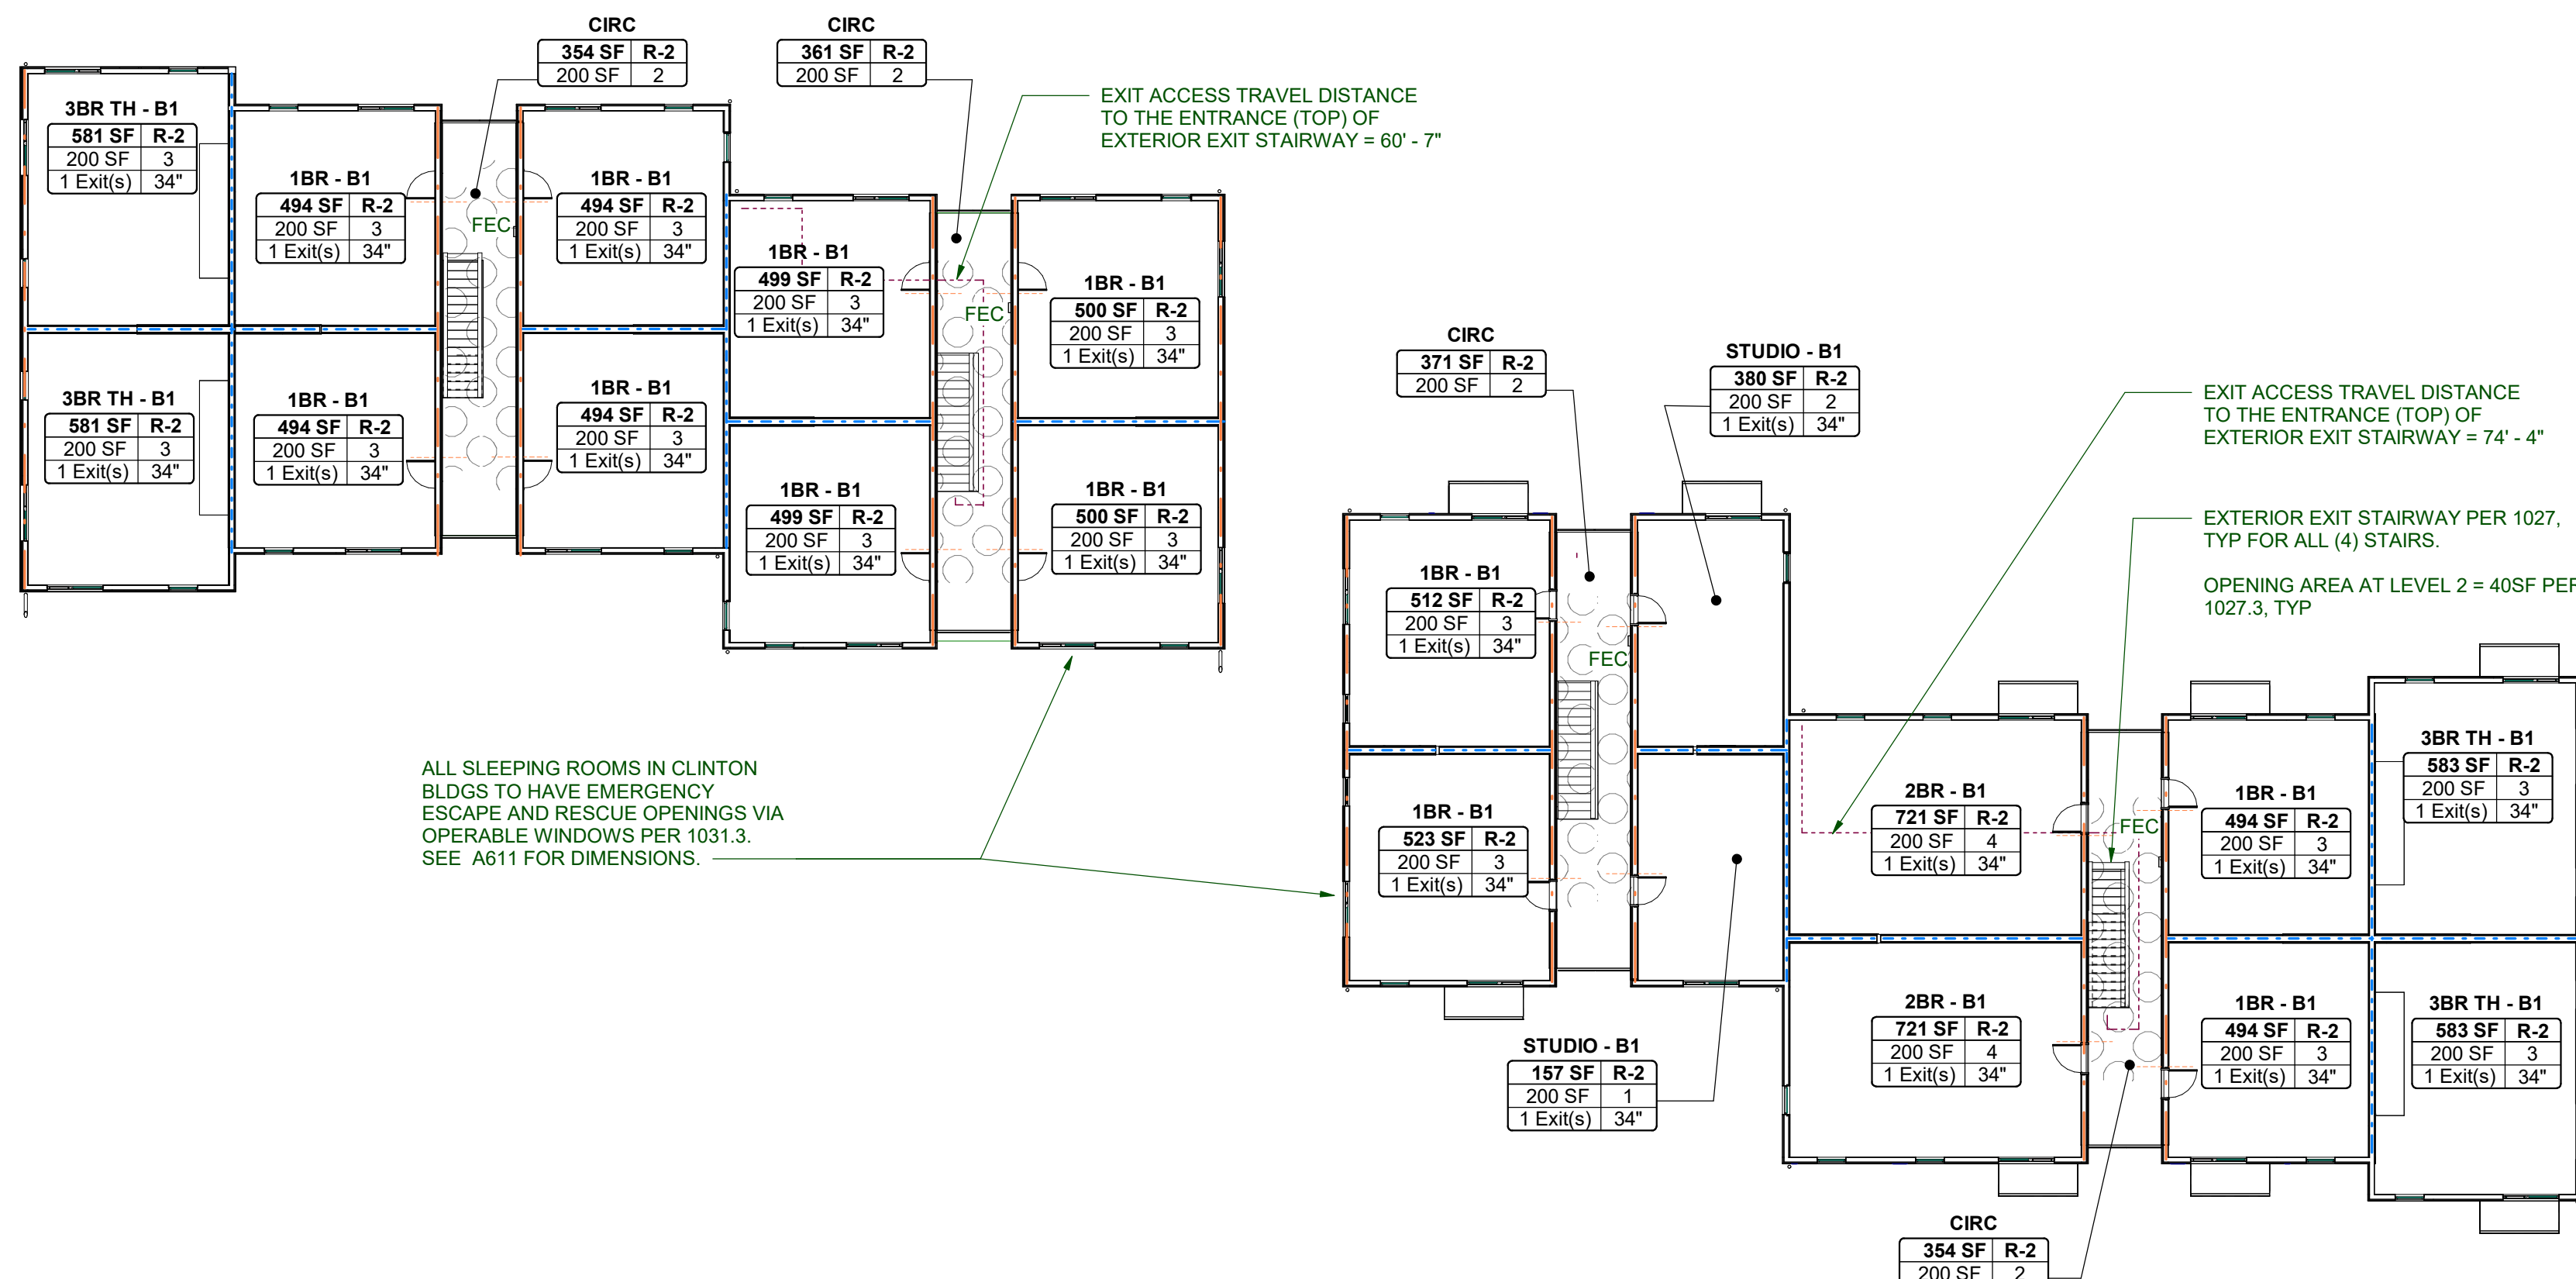 CIRC
354 SF R-2
200 SF 2
CIRC
361 SF R-2
200 SF 2
EXIT ACCESS TRAVEL DISTANCE
TO THE ENTRANCE (TOP) OF
EXTERIOR EXIT STAIRWAY = 60' - 7"
3BR TH - B1
581 SF R-2
200 SF 3
1 Exit(s) 34"
1BR - B1
494 SF R-2
200 SF 3
1 Exit(s) 34"
FEC
1BR - B1
494 SF R-2
200 SF 3
1 Exit(s) 34"
1BR - B1
499 SF R-2
200 SF 3
1 Exit(s) 34"
FEC
1BR - B1
500 SF R-2
200 SF 3
1 Exit(s) 34"
3BR TH - B1
581 SF R-2
200 SF 3
1 Exit(s) 34"
1BR - B1
494 SF R-2
200 SF 3
1 Exit(s) 34"
1BR - B1
494 SF R-2
200 SF 3
1 Exit(s) 34"
1BR - B1
499 SF R-2
200 SF 3
1 Exit(s) 34"
1BR - B1
500 SF R-2
200 SF 3
1 Exit(s) 34"
CIRC
371 SF R-2
200 SF 2
STUDIO - B1
380 SF R-2
200 SF 2
1 Exit(s) 34"
EXIT ACCESS TRAVEL DISTANCE
TO THE ENTRANCE (TOP) OF
EXTERIOR EXIT STAIRWAY = 74' - 4"
EXTERIOR EXIT STAIRWAY PER 1027,
TYP FOR ALL (4) STAIRS.
OPENING AREA AT LEVEL 2 = 40SF PER
1027.3, TYP
ALL SLEEPING ROOMS IN CLINTON
BLDGS TO HAVE EMERGENCY
ESCAPE AND RESCUE OPENINGS VIA
OPERABLE WINDOWS PER 1031.3.
SEE A611 FOR DIMENSIONS.
1BR - B1
512 SF R-2
200 SF 3
1 Exit(s) 34"
FEC
1BR - B1
523 SF R-2
200 SF 3
1 Exit(s) 34"
2BR - B1
721 SF R-2
200 SF 4
1 Exit(s) 34"
FEC
1BR - B1
494 SF R-2
200 SF 3
1 Exit(s) 34"
3BR TH - B1
583 SF R-2
200 SF 3
1 Exit(s) 34"
STUDIO - B1
157 SF R-2
200 SF 1
1 Exit(s) 34"
2BR - B1
721 SF R-2
200 SF 4
1 Exit(s) 34"
1BR - B1
494 SF R-2
200 SF 3
1 Exit(s) 34"
3BR TH - B1
583 SF R-2
200 SF 3
1 Exit(s) 34"
CIRC
354 SF R-2
200 SF 2